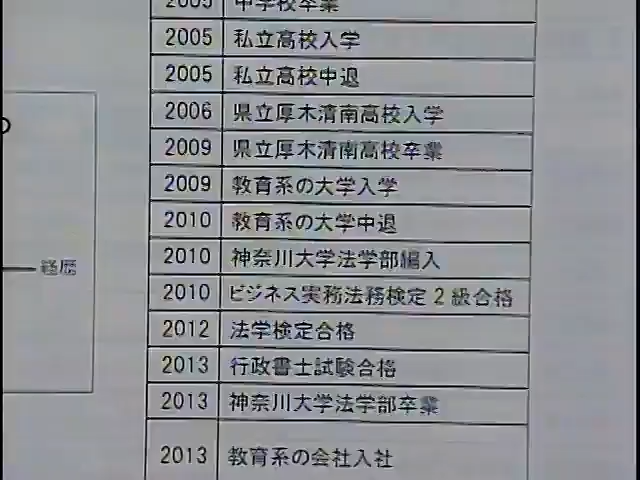 2005 中学校卒業
2005 私立高校入学
2005 私立高校中退
2006 県立厚木清南高校入学
2009 県立厚木清南高校卒業
2009 教育系の大学入学
2010 教育系の大学中退
2010 神奈川大学法学部編入
経歴
2010 ビジネス実務法務検定2級合格
2012 法学検定合格
2013 行政書士試験合格
2013 神奈川大学法学部卒業
2013 教育系の会社入社